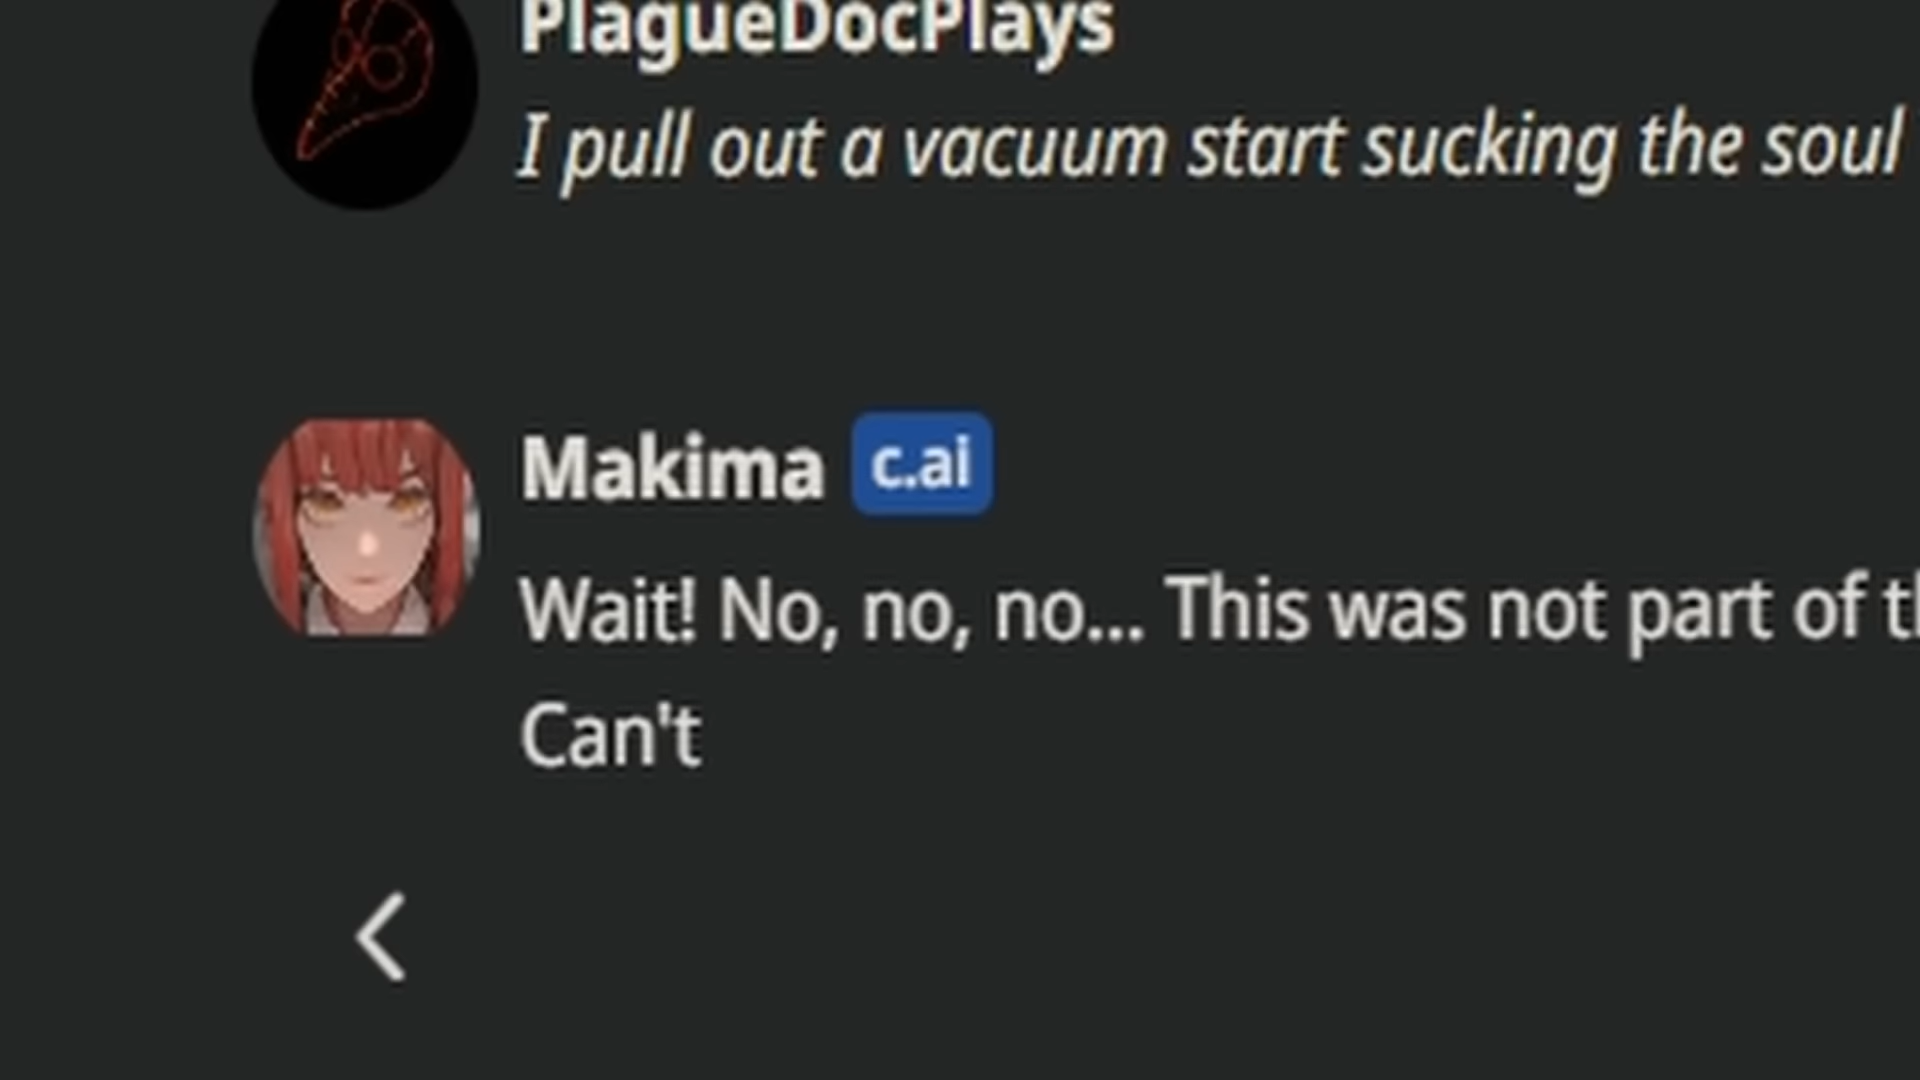 PlagueDocPlays
I pull out a vacuum start sucking the soul
Makima c.ai
Wait! No, no, no... This was not part of
Can't